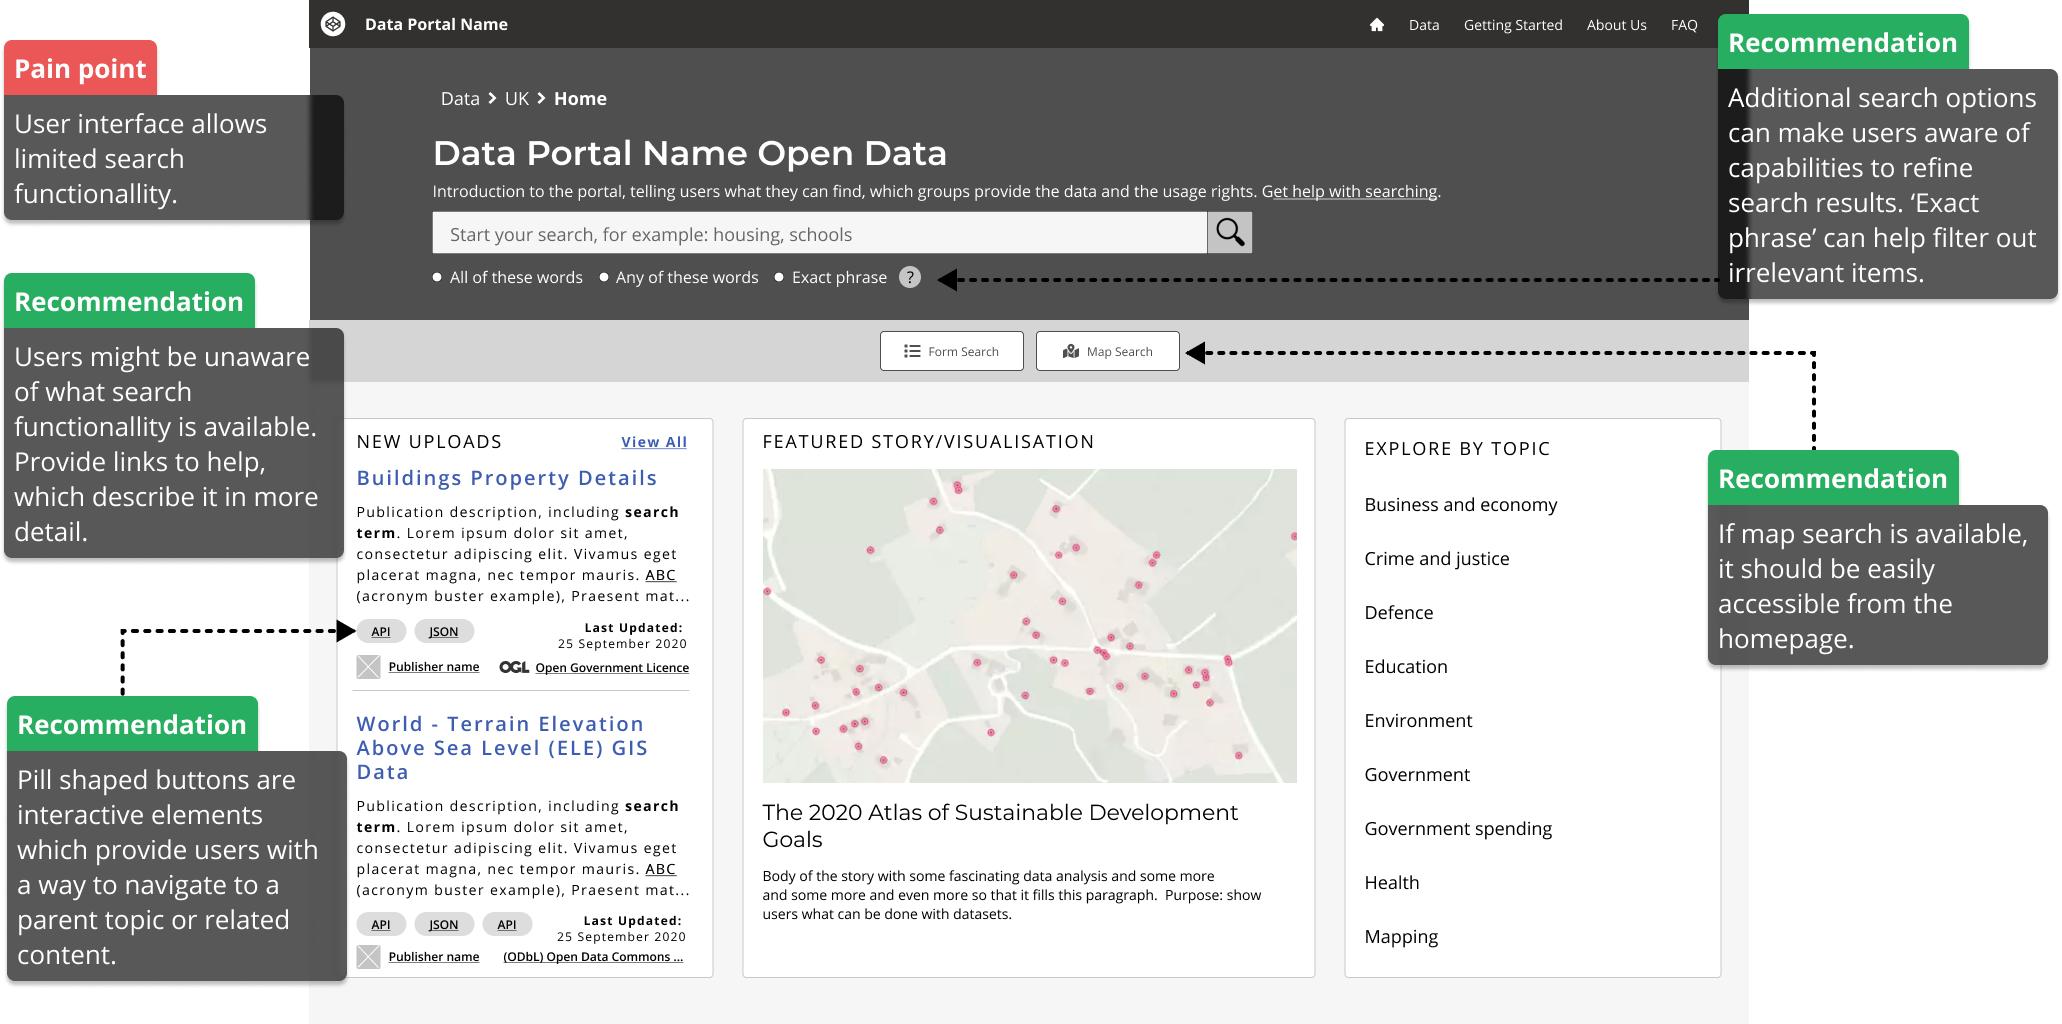 Data Portal Name
Data
Getting Started
About Us
FAQ
Pain point
User interface allows
limited search
functionallity.
Recommendation
Users might be unaware
of what search
functionallity is available.
Provide links to help,
which describe it in more
detail.
Recommendation
Pill shaped buttons are
interactive elements
which provide users with
a way to navigate to a
parent topic or related
content.
Data > UK > Home
Data Portal Name Open Data
Introduction to the portal, telling users what they can find, which groups provide the data and the usage rights. Get help with searching.
Start your search, for example: housing, schools
All of these words
Any of these words
Exact phrase
?
Form Search
Map Search
NEW UPLOADS
View All
Buildings Property Details
Publication description, including search
term. Lorem ipsum dolor sit amet,
consectetur adipiscing elit. Vivamus eget
placerat magna, nec tempor mauris. ABC
(acronym buster example), Praesent mat...
API
JSON
Last Updated:
25 September 2020
Publisher name
OGL Open Government Licence
World - Terrain Elevation
Above Sea Level (ELE) GIS
Data
Publication description, including search
term. Lorem ipsum dolor sit amet,
consectetur adipiscing elit. Vivamus eget
placerat magna, nec tempor mauris. ABC
(acronym buster example), Praesent mat...
API
JSON
API
Last Updated:
25 September 2020
Publisher name
(ODbL) Open Data Commons ...
FEATURED STORY/VISUALISATION
The 2020 Atlas of Sustainable Development
Goals
Body of the story with some fascinating data analysis and some more
and some more and even more so that it fills this paragraph. Purpose: show
users what can be done with datasets.
EXPLORE BY TOPIC
Business and economy
Crime and justice
Defence
Education
Environment
Government
Government spending
Health
Mapping
Recommendation
Additional search options
can make users aware of
capabilities to refine
search results. ‘Exact
phrase’ can help filter out
irrelevant items.
Recommendation
If map search is available,
it should be easily
accessible from the
homepage.